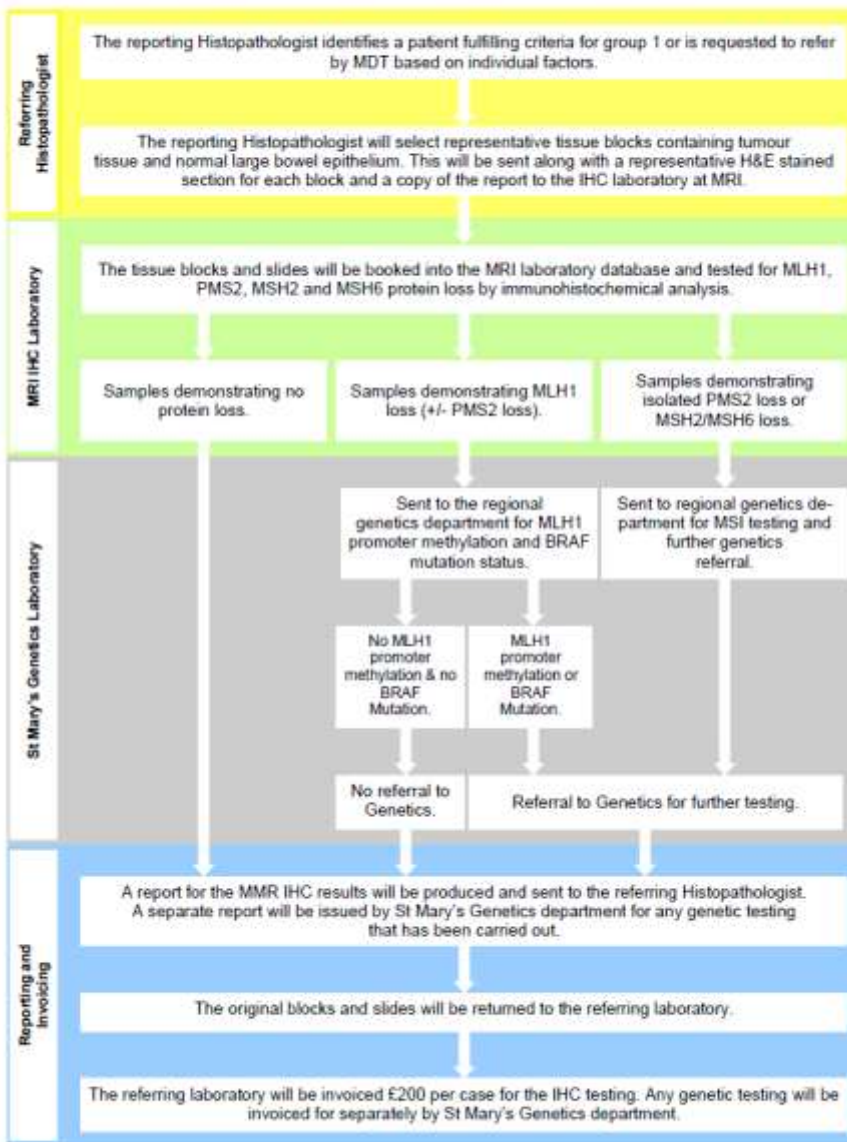 Referring
Histopathologist
The reporting Histopathologist identifies a patient fulfilling criteria for group 1 or is requested to refer
by MDT based on individual factors.
The reporting Histopathologist will select representative tissue blocks containing tumour
tissue and normal large bowel epithelium. This will be sent along with a representative H&E stained
section for each block and a copy of the report to the IHC laboratory at MRI.
MRI IHC Laboratory
The tissue blocks and slides will be booked into the MRI laboratory database and tested for MLH1,
PMS2, MSH2 and MSH6 protein loss by immunohistochemical analysis.
Samples demonstrating no
protein loss.
Samples demonstrating MLH1
loss (+/- PMS2 loss).
Samples demonstrating
isolated PMS2 loss or
MSH2/MSH6 loss.
St Mary's Genetics Laboratory
Sent to the regional
genetics department for MLH1
promoter methylation and BRAF
mutation status.
Sent to regional genetics de-
partment for MSI testing and
further genetics
referral.
No MLH1
promoter
methylation & no
BRAF
Mutation.
MLH1
promoter
methylation or
BRAF
Mutation.
No referral to
Genetics.
Referral to Genetics for further testing.
Reporting and
Invoicing
A report for the MMR IHC results will be produced and sent to the referring Histopathologist.
A separate report will be issued by St Mary's Genetics department for any genetic testing
that has been carried out.
The original blocks and slides will be returned to the referring laboratory.
The referring laboratory will be invoiced £200 per case for the IHC testing. Any genetic testing will be
invoiced for separately by St Mary's Genetics department.